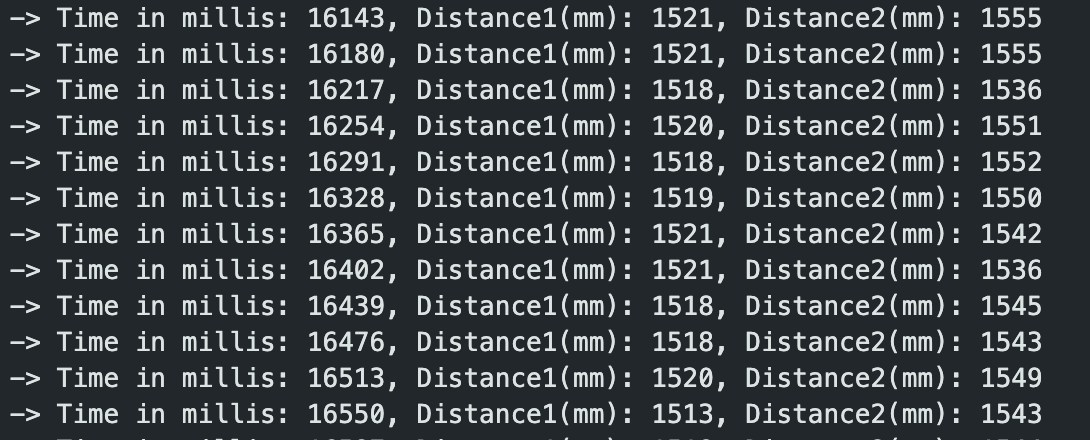 -> Time in millis: 16143, Distance1(mm): 1521, Distance2(mm): 1555
-> Time in millis: 16180, Distance1(mm): 1521, Distance2(mm): 1555
-> Time in millis: 16217, Distance1(mm): 1518, Distance2(mm): 1536
-> Time in millis: 16254, Distance1(mm): 1520, Distance2(mm): 1551
-> Time in millis: 16291, Distance1(mm): 1518, Distance2(mm): 1552
-> Time in millis: 16328, Distance1(mm): 1519, Distance2(mm): 1550
-> Time in millis: 16365, Distance1(mm): 1521, Distance2(mm): 1542
-> Time in millis: 16402, Distance1(mm): 1521, Distance2(mm): 1536
-> Time in millis: 16439, Distance1(mm): 1518, Distance2(mm): 1545
-> Time in millis: 16476, Distance1(mm): 1518, Distance2(mm): 1543
-> Time in millis: 16513, Distance1(mm): 1520, Distance2(mm): 1549
-> Time in millis: 16550, Distance1(mm): 1513, Distance2(mm): 1543